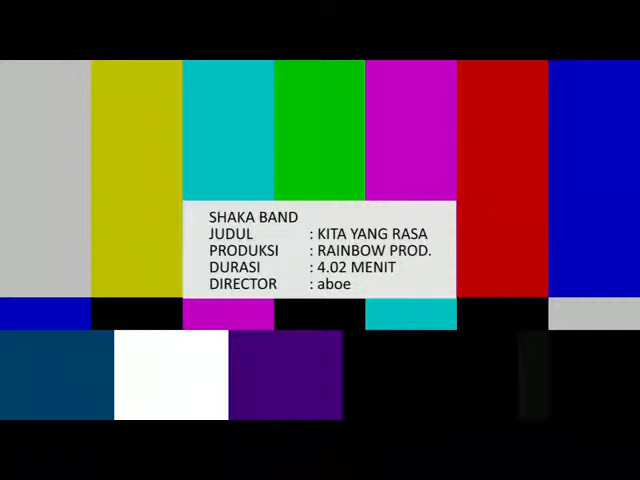 SHAKA BAND
JUDUL : KITA YANG RASA
PRODUKSI : RAINBOW PROD.
DURASI : 4.02 MENIT
DIRECTOR : aboe